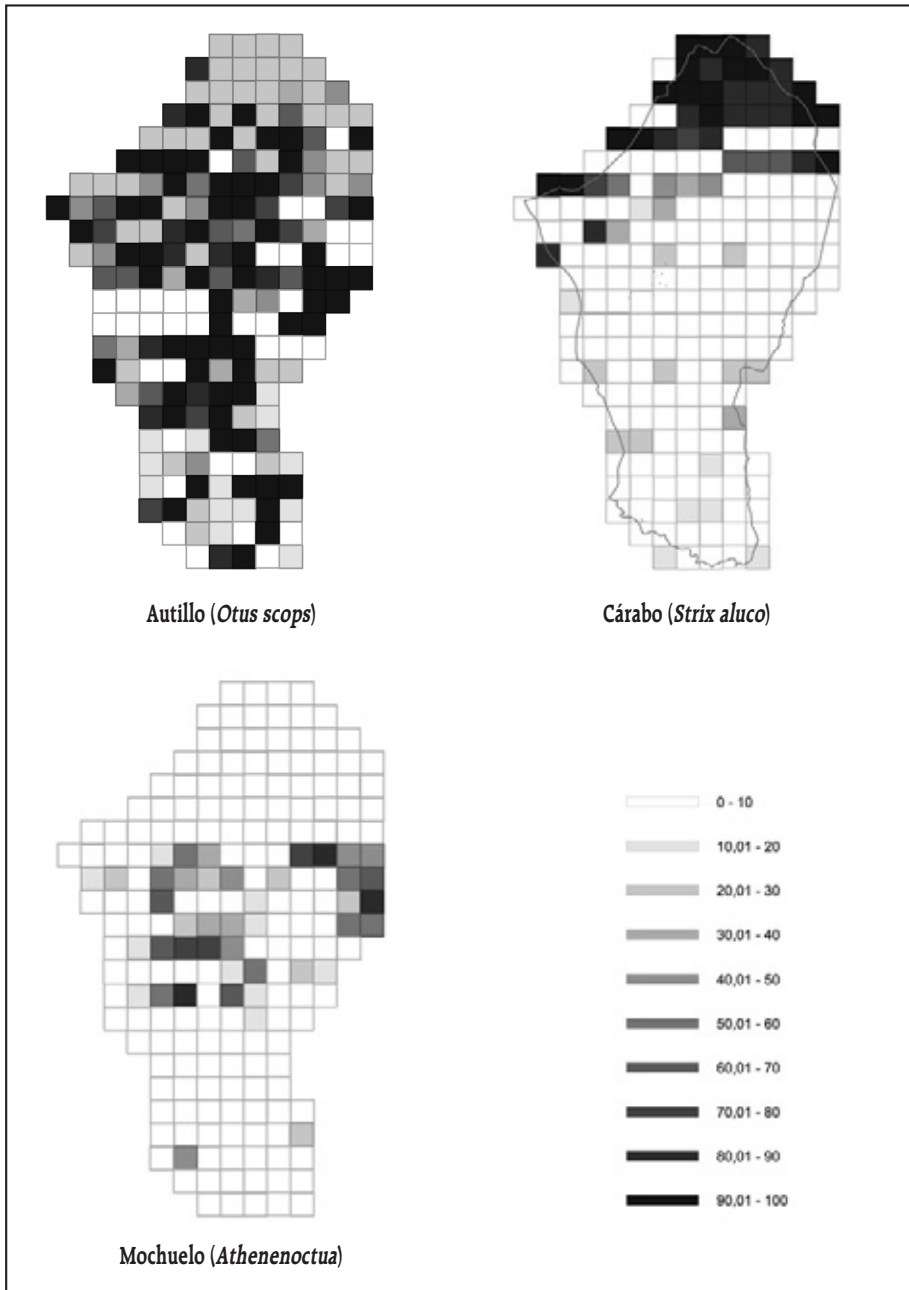 Autillo (Otus scops)
Cárabo (Strix aluco)
0 - 10
10,01 - 20
20,01 - 30
30,01 - 40
40,01 - 50
50,01 - 60
60,01 - 70
70,01 - 80
80,01 - 90
90,01 - 100
Mochuelo (Athenenoctua)